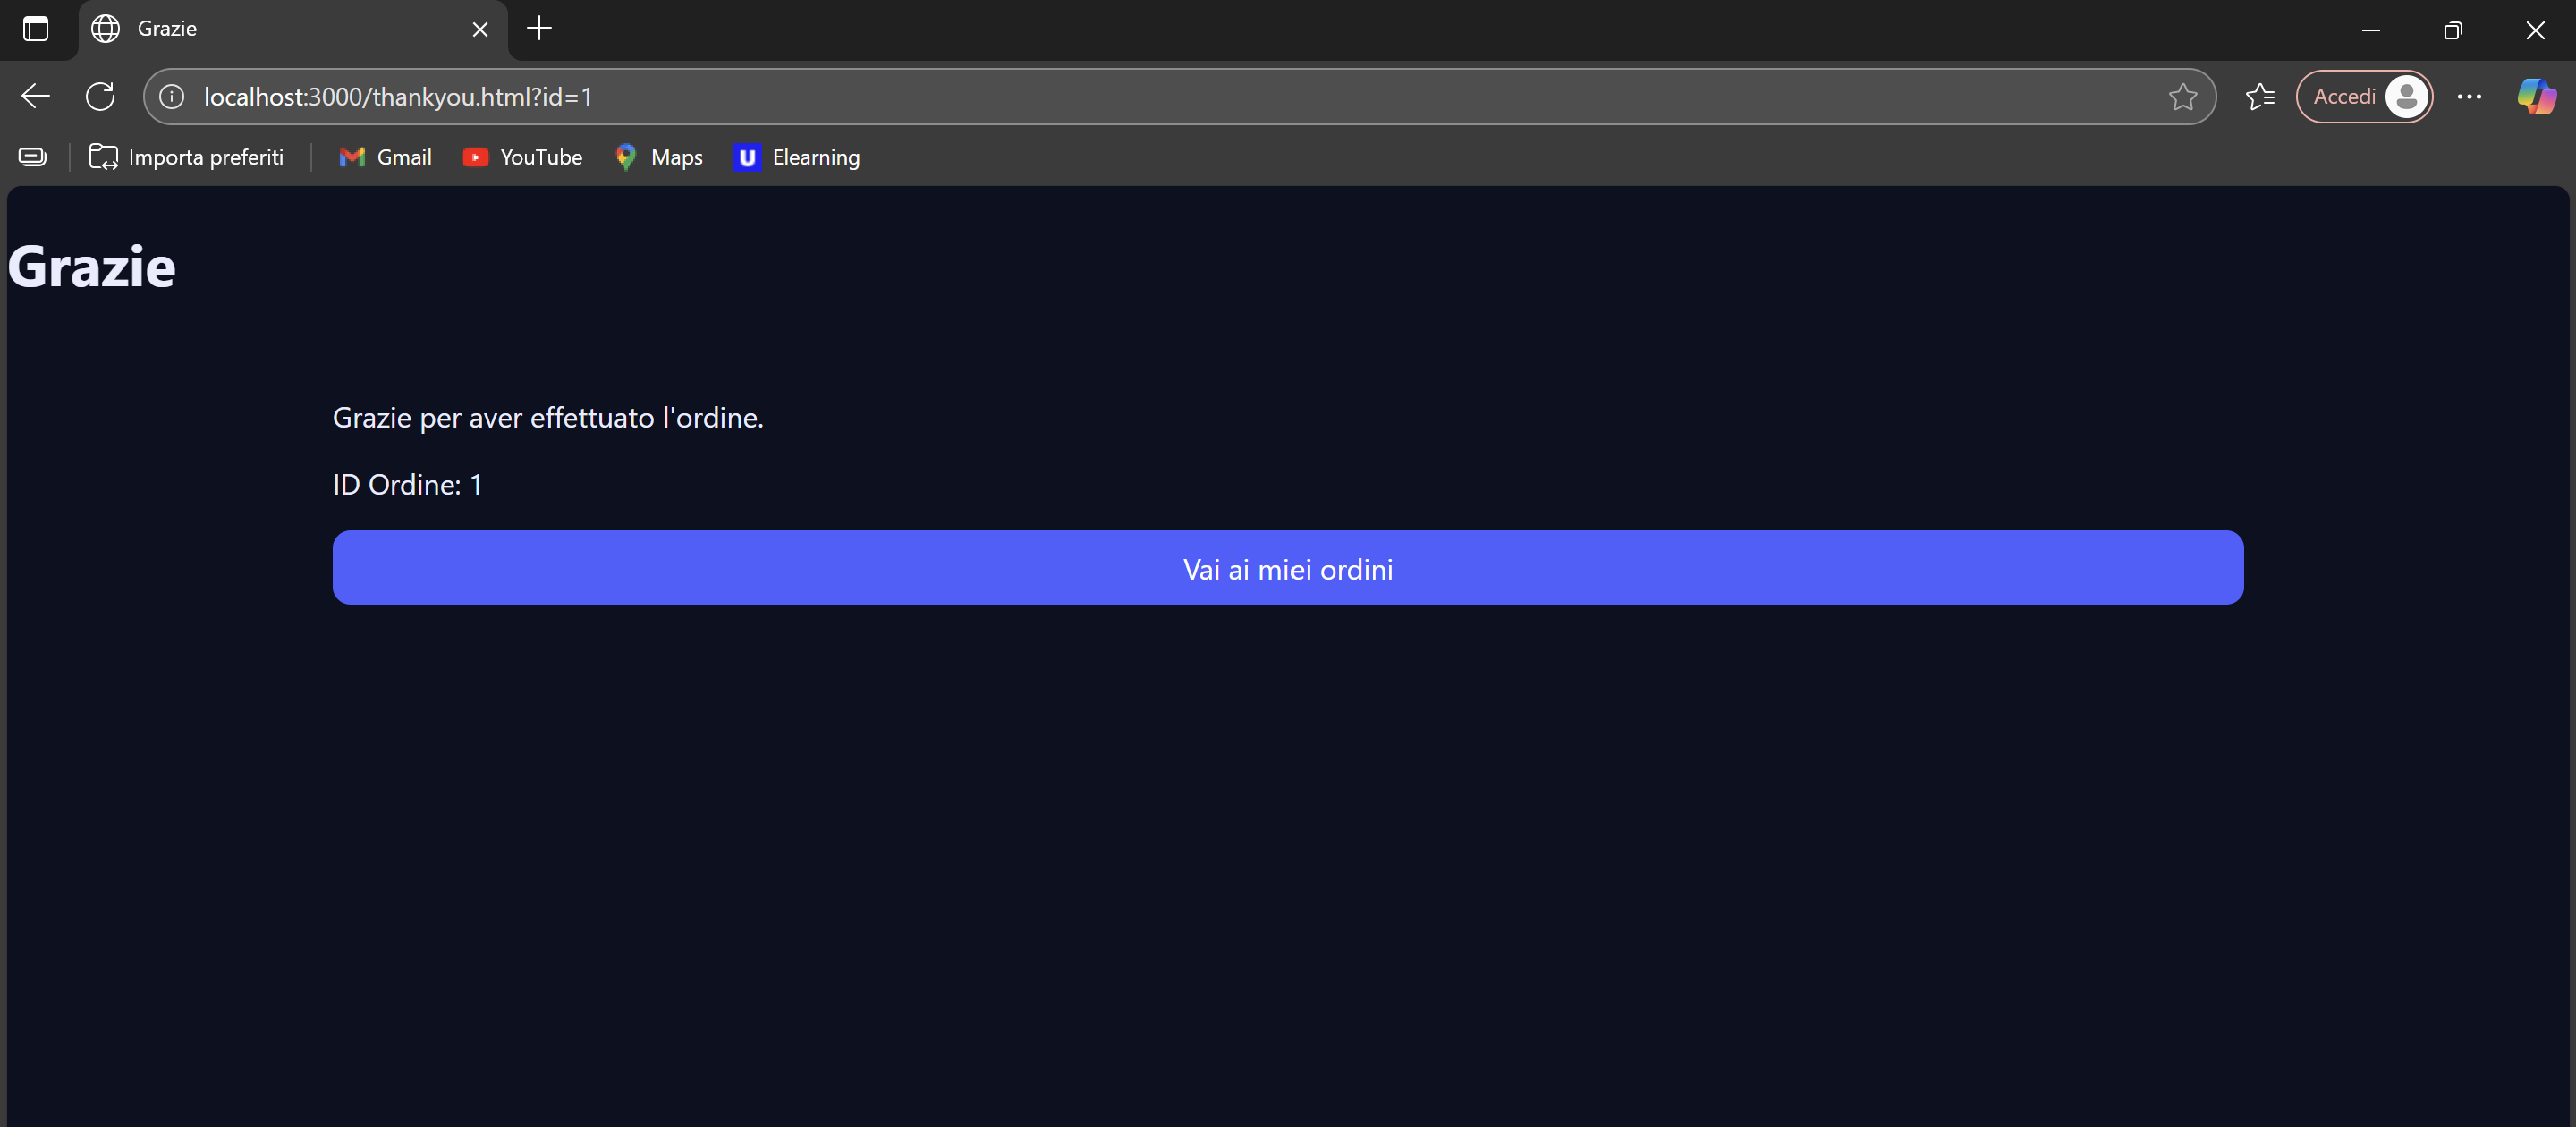 Grazie
localhost:3000/thankyou.html?id=1
Accedi
Importa preferiti
Gmail
YouTube
Maps
U Elearning
Grazie
Grazie per aver effettuato l'ordine.
ID Ordine: 1
Vai ai miei ordini